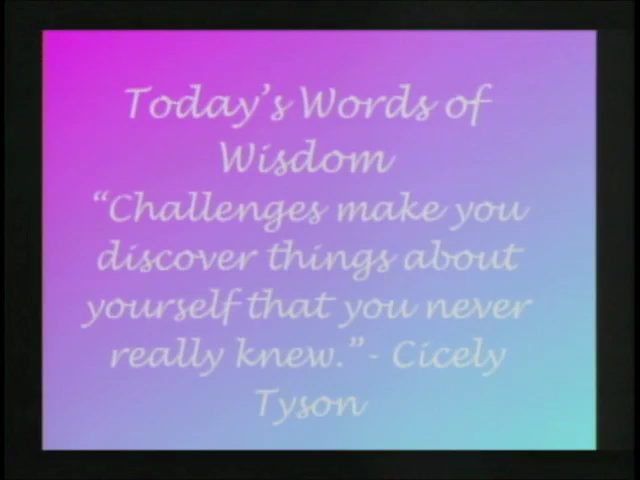 Today's Words of
Wisdom
“Challenges make you
discover things about
yourself that you never
really knew.”- Cicely
Tyson